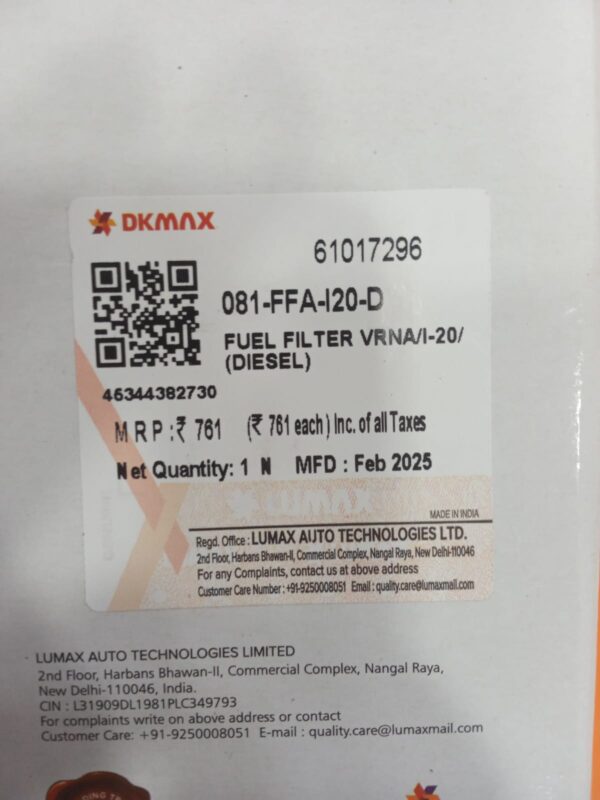 DKMAX
61017296
081-FFA-I20-D
FUEL FILTER VRNA/I-20/
(DIESEL)
46344382730
MRP :₹ 761 (₹ 761 each) Inc. of all Taxes
Net Quantity: 1 N MFD : Feb 2025
LUMAX
MADE IN INDIA
Regd. Office : LUMAX AUTO TECHNOLOGIES LTD.
2nd Floor, Harbans Bhawan-II, Commercial Complex, Nangal Raya, New Delhi-110046
For any Complaints, contact us at above address
Customer Care Number : +91-9250008051 Email : quality.care@lumaxmail.com
LUMAX AUTO TECHNOLOGIES LIMITED
2nd Floor, Harbans Bhawan-II, Commercial Complex, Nangal Raya,
New Delhi-110046, India.
CIN : L31909DL1981PLC349793
For complaints write on above address or contact
Customer Care: +91-9250008051 E-mail : quality.care@lumaxmail.com